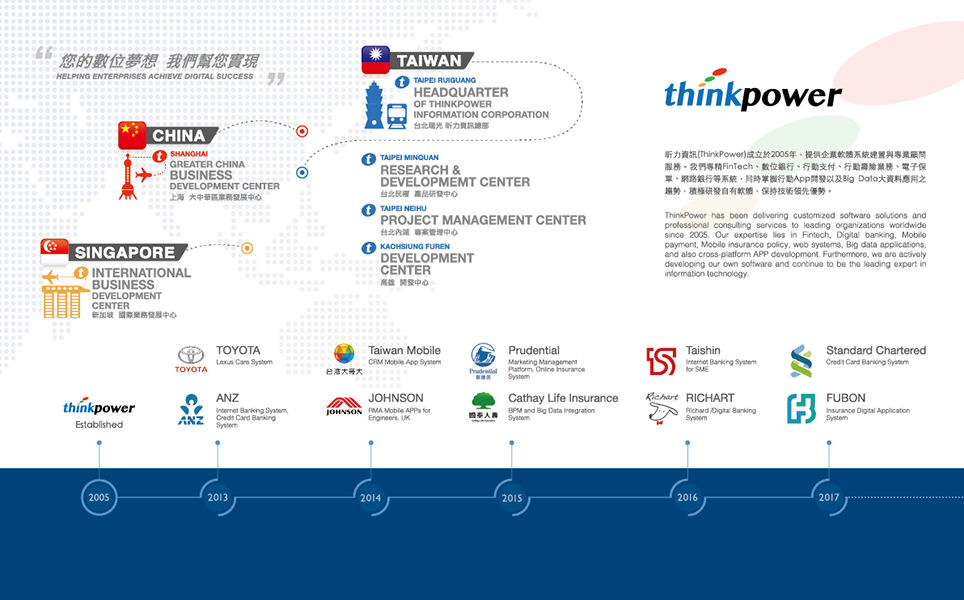 “ 您的數位夢想 我們幫您實現
HELPING ENTERPRISES ACHIEVE DIGITAL SUCCESS ”
TAIWAN
t TAIPEI RUIGUANG
HEADQUARTER
OF THINKPOWER
INFORMATION CORPORATION
台北瑞光 昕力資訊總部
t TAIPEI MINQUAN
RESEARCH &
DEVELOPMEMT CENTER
台北民權 產品研發中心
t TAIPEI NEIHU
PROJECT MANAGEMENT CENTER
台北內湖 專案管理中心
t KAOHSIUNG FUREN
DEVELOPMENT
CENTER
高雄 開發中心
CHINA
t SHANGHAI
GREATER CHINA
BUSINESS
DEVELOPMENT CENTER
上海 大中華區業務發展中心
SINGAPORE
t INTERNATIONAL
BUSINESS
DEVELOPMENT
CENTER
新加坡 國際業務發展中心
thinkpower
昕力資訊(ThinkPower)成立於2005年，提供企業軟體系統建置與專業顧問
服務。我們專精FinTech、數位銀行、行動支付、行動壽險業務、電子保
單、網路銀行等系統，同時掌握行動App開發以及Big Data大資料應用之
趨勢，積極研發自有軟體，保持技術領先優勢。
ThinkPower has been delivering customized software solutions and
professional consulting services to leading organizations worldwide
since 2005. Our expertise lies in Fintech, Digital banking, Mobile
payment, Mobile insurance policy, web systems, Big data applications,
and also cross-platform APP development. Furthermore, we are actively
developing our own software and continue to be the leading expert in
information technology.
thinkpower
Established
TOYOTA
TOYOTA
Lexus Care System
ANZ
ANZ
Internet Banking System,
Credit Card Banking
System
台灣大哥大
Taiwan Mobile
CRM Mobile App System
JOHNSON
JOHNSON
RMA Mobile APPs for
Engineers, UK
Prudential
Prudential
Marketing Management
Platform, Online Insurance
System
國泰人壽
Cathay Life Insurance
BPM and Big Data Integration
System
Taishin
Internet Banking System
for SME
Richart
RICHART
Richard /Digital Banking
System
Standard Chartered
Credit Card Banking System
FUBON
Insurance Digital Application
System
2005
2013
2014
2015
2016
2017